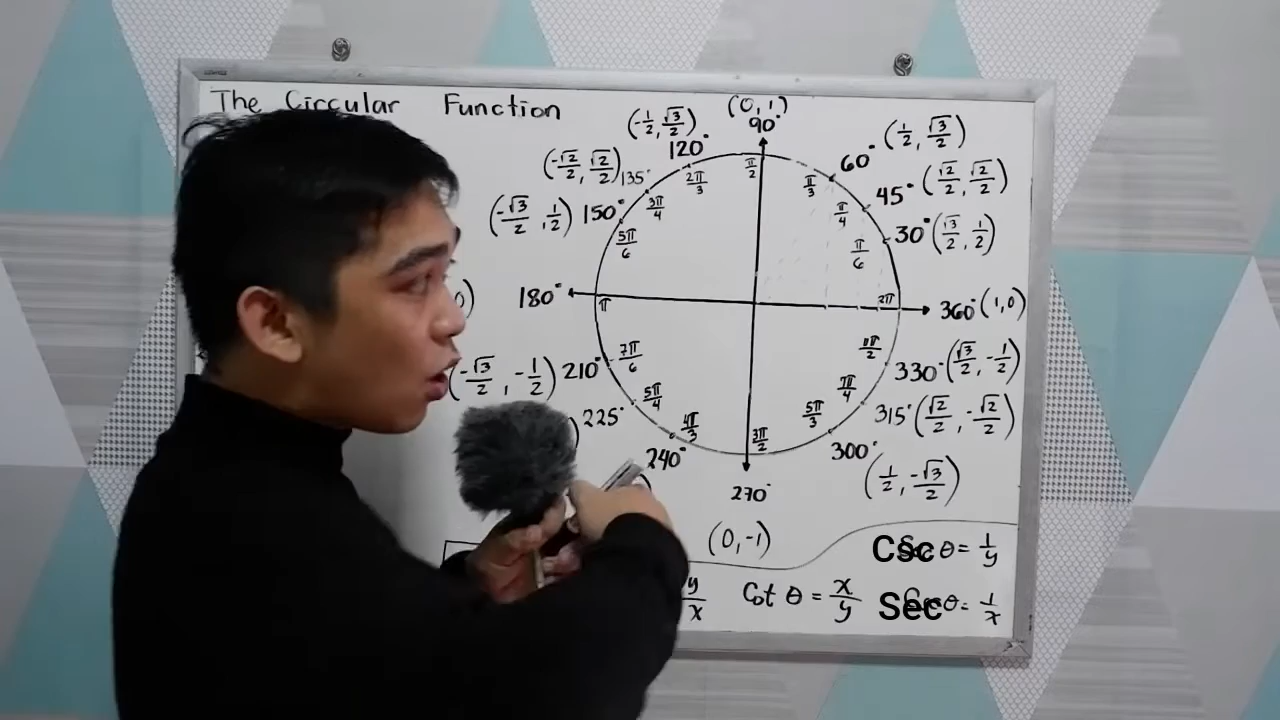 The Circular Function
(0,1)
90°
(-1/2, √3/2)
120°
(1/2, √3/2)
60°
(-√2/2, √2/2)
135°
45° (√2/2, √2/2)
(-√3/2, 1/2) 150°
30° (√3/2, 1/2)
π/2
2π/3
π/3
3π/4
π/4
5π/6
π/6
0)
180°
π
2π
360° (1,0)
7π/6
11π/2
(-√3/2, -1/2) 210°
330° (√3/2, -1/2)
5π/4
7π/4
225°
315° (√2/2, -√2/2)
4π/3
3π/2
5π/3
240°
300°
270°
(1/2, -√3/2)
(0,-1)
Csc θ = 1/y
y/x
Cot θ = x/y
Sec θ = 1/x